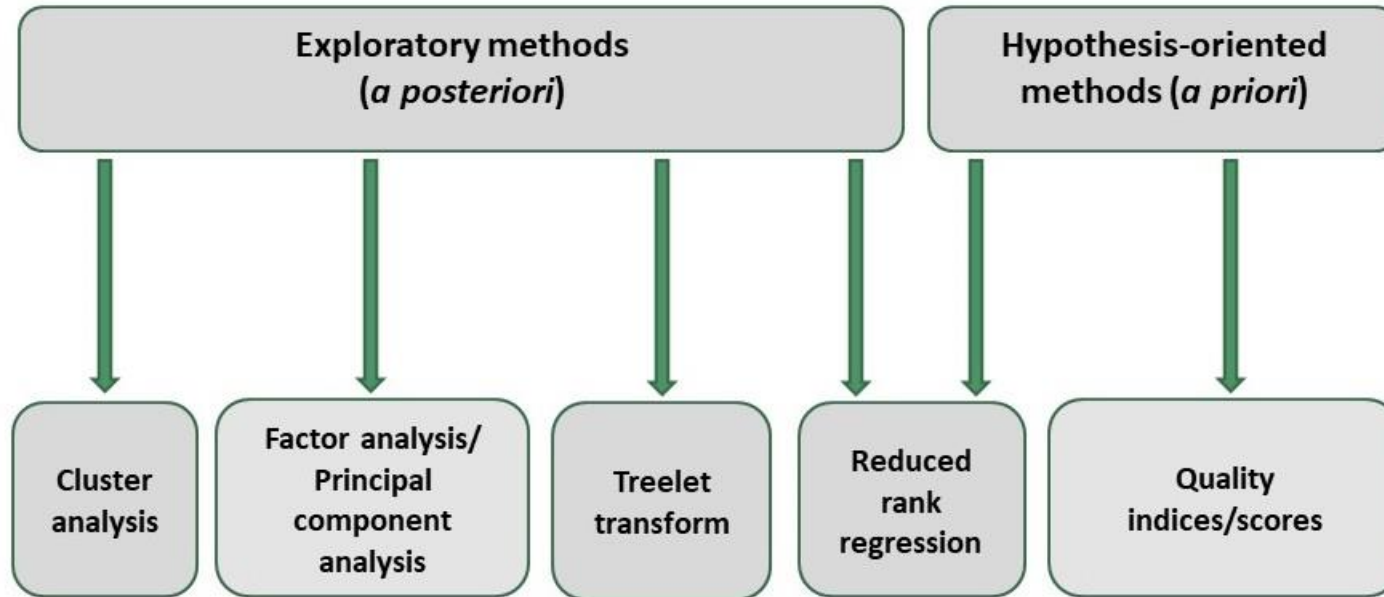 Exploratory methods
(a posteriori)
Hypothesis-oriented
methods (a priori)
Cluster
analysis
Factor analysis/
Principal
component
analysis
Treelet
transform
Reduced
rank
regression
Quality
indices/scores